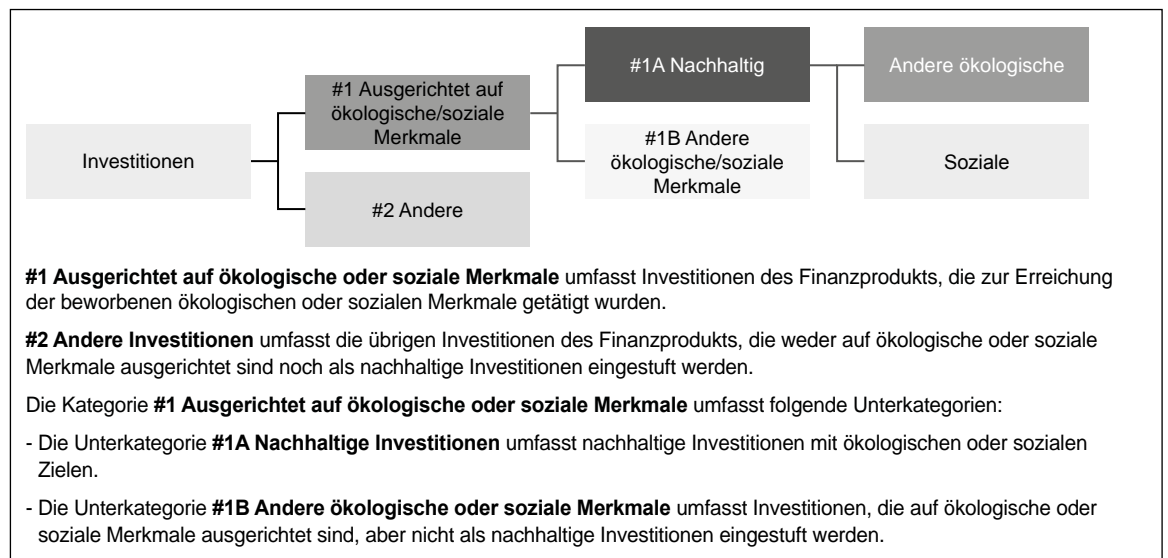 Investitionen
#1 Ausgerichtet auf
ökologische/soziale
Merkmale
#2 Andere
#1A Nachhaltig
#1B Andere
ökologische/soziale
Merkmale
Andere ökologische
Soziale
#1 Ausgerichtet auf ökologische oder soziale Merkmale umfasst Investitionen des Finanzprodukts, die zur Erreichung
der beworbenen ökologischen oder sozialen Merkmale getätigt wurden.
#2 Andere Investitionen umfasst die übrigen Investitionen des Finanzprodukts, die weder auf ökologische oder soziale
Merkmale ausgerichtet sind noch als nachhaltige Investitionen eingestuft werden.
Die Kategorie #1 Ausgerichtet auf ökologische oder soziale Merkmale umfasst folgende Unterkategorien:
- Die Unterkategorie #1A Nachhaltige Investitionen umfasst nachhaltige Investitionen mit ökologischen oder sozialen
Zielen.
- Die Unterkategorie #1B Andere ökologische oder soziale Merkmale umfasst Investitionen, die auf ökologische oder
soziale Merkmale ausgerichtet sind, aber nicht als nachhaltige Investitionen eingestuft werden.